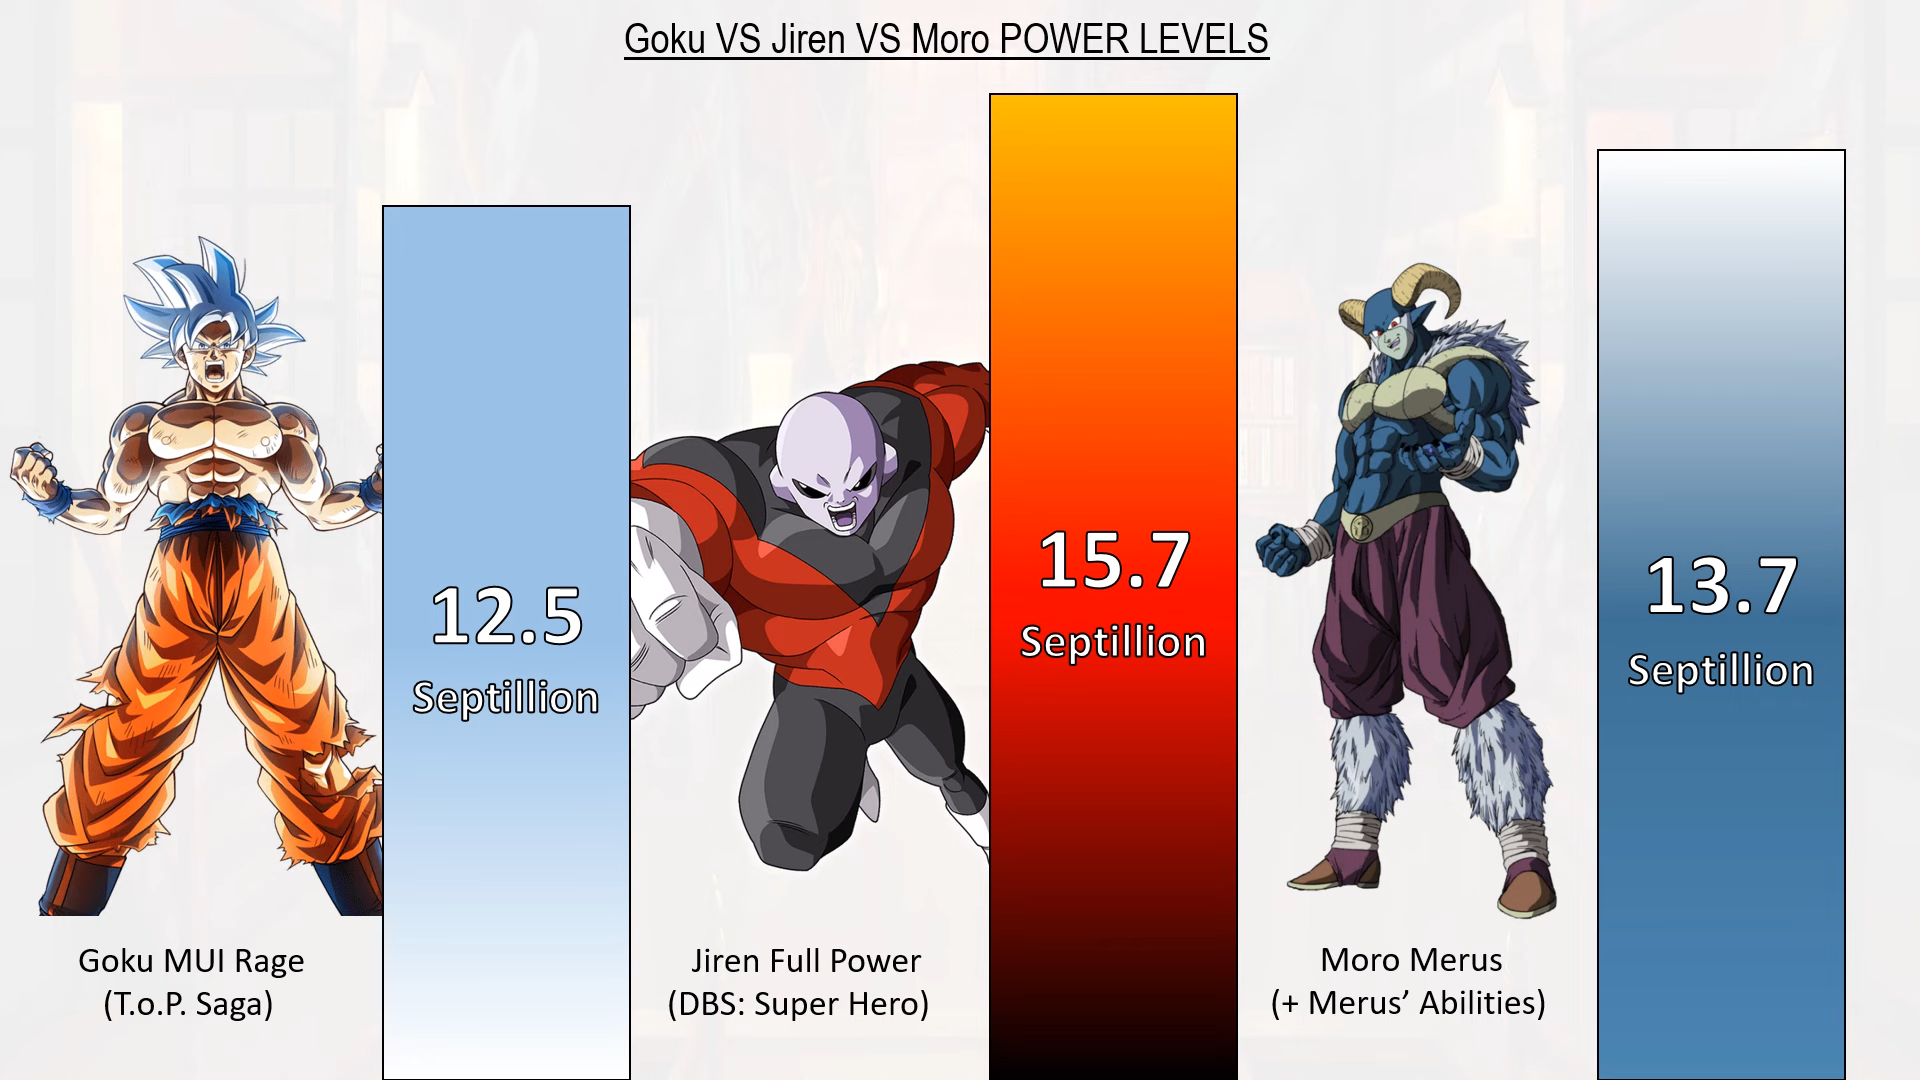 Goku VS Jiren VS Moro POWER LEVELS
12.5
Septillion
15.7
Septillion
13.7
Septillion
Goku MUI Rage
(T.o.P. Saga)
Jiren Full Power
(DBS: Super Hero)
Moro Merus
(+ Merus’ Abilities)